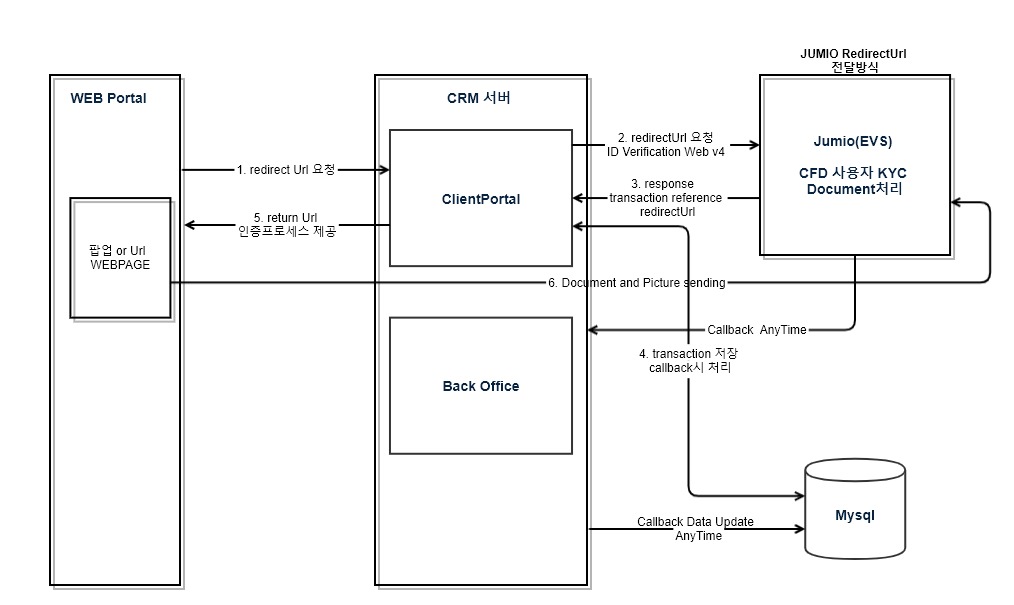 JUMIO RedirectUrl
전달방식
WEB Portal
CRM 서버
Jumio(EVS)
CFD 사용자 KYC
Document처리
2. redirectUrl 요청
ID Verification Web v4
1. redirect Url 요청
ClientPortal
3. response
transaction reference
redirectUrl
5. return Url
인증프로세스 제공
팝업 or Url
WEBPAGE
6. Document and Picture sending
Callback AnyTime
4. transaction 저장
callback시 처리
Back Office
Mysql
Callback Data Update
AnyTime